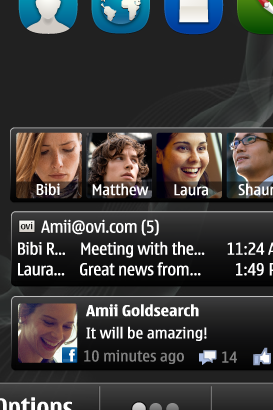 Bibi Matthew Laura Shaun
ovi Amii@ovi.com (5)
Bibi R... Meeting with the... 11:24 A
Laura... Great news from... 1:49 P
Amii Goldsearch
It will be amazing!
f 10 minutes ago 14
Options